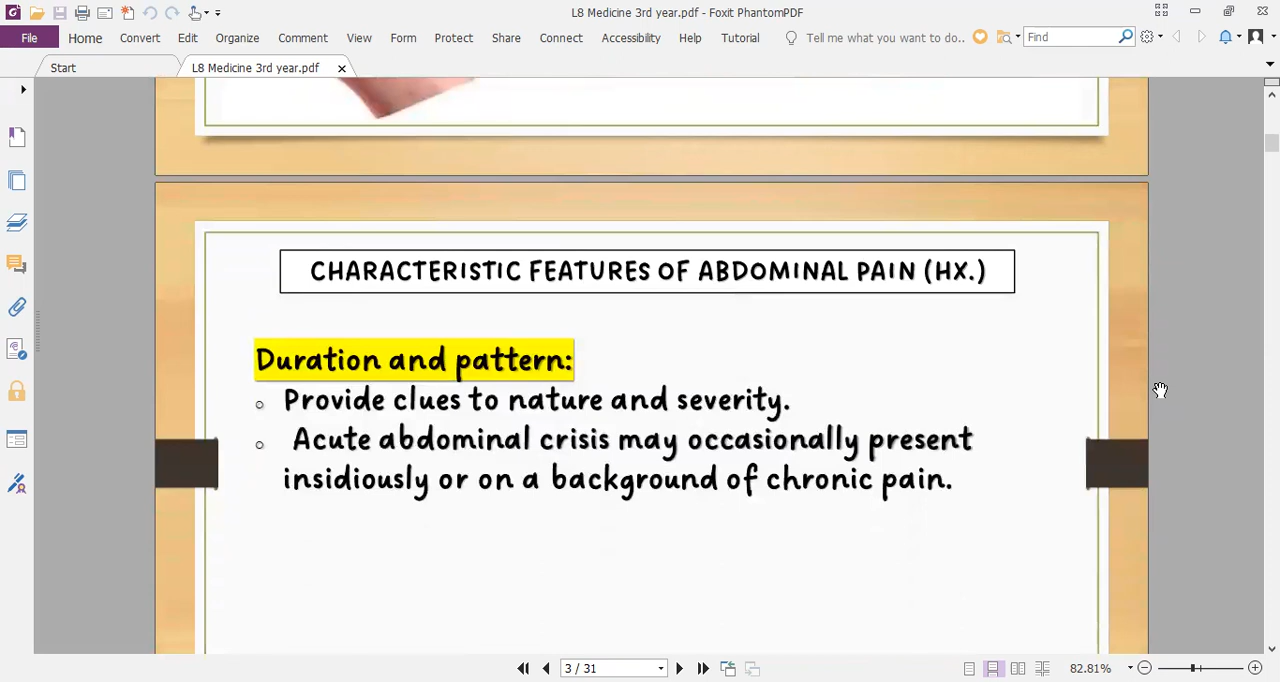 L8 Medicine 3rd year.pdf - Foxit PhantomPDF
File Home Convert Edit Organize Comment View Form Protect Share Connect Accessibility Help Tutorial Tell me what you want to do.. Find
Start L8 Medicine 3rd year.pdf
CHARACTERISTIC FEATURES OF ABDOMINAL PAIN (HX.)
Duration and pattern:
Provide clues to nature and severity.
Acute abdominal crisis may occasionally present
insidiously or on a background of chronic pain.
3 / 31 82.81%